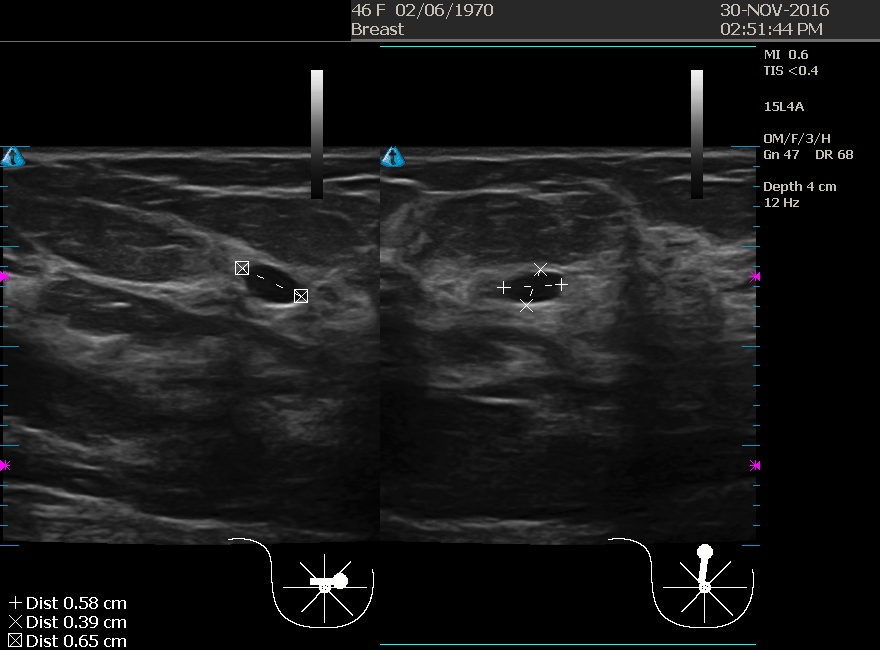 46 F 02/06/1970
30-NOV-2016
Breast
02:51:44 PM
MI 0.6
TIS <0.4
15L4A
OM/F/3/H
Gn 47 DR 68
Depth 4 cm
12 Hz
Dist 0.58 cm
Dist 0.39 cm
Dist 0.65 cm